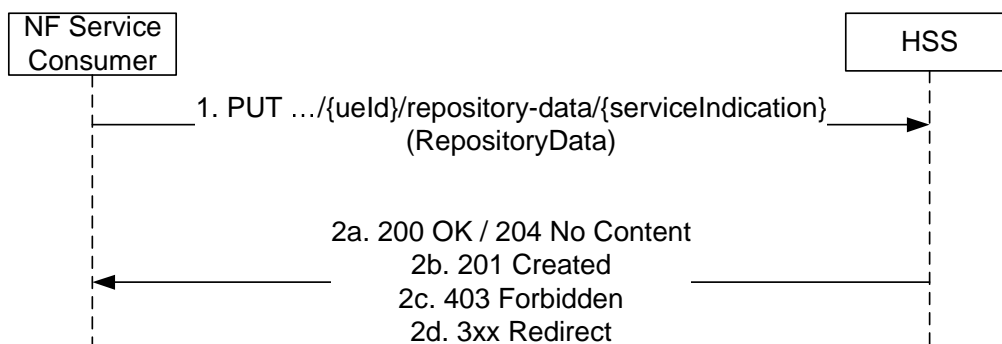 NF Service
Consumer
HSS
1. PUT …/{ueId}/repository-data/{serviceIndication}
(RepositoryData)
2a. 200 OK / 204 No Content
2b. 201 Created
2c. 403 Forbidden
2d. 3xx Redirect